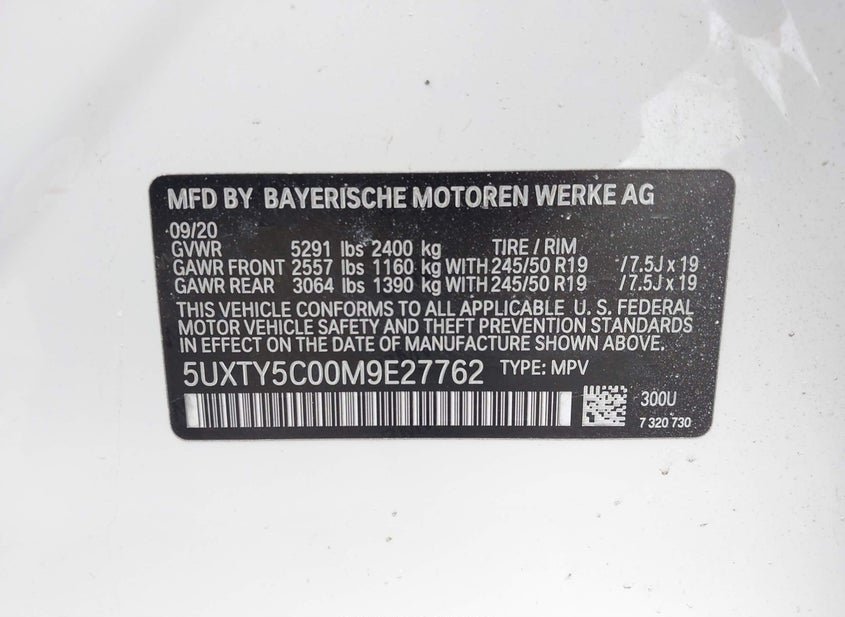 MFD BY BAYERISCHE MOTOREN WERKE AG
09/20
GVWR 5291 lbs 2400 kg TIRE / RIM
GAWR FRONT 2557 lbs 1160 kg WITH 245/50 R19 / 7.5J x 19
GAWR REAR 3064 lbs 1390 kg WITH 245/50 R19 / 7.5J x 19
THIS VEHICLE CONFORMS TO ALL APPLICABLE U. S. FEDERAL
MOTOR VEHICLE SAFETY AND THEFT PREVENTION STANDARDS
IN EFFECT ON THE DATE OF MANUFACTURE SHOWN ABOVE.
5UXTY5C00M9E27762 TYPE: MPV
300U
7 320 730